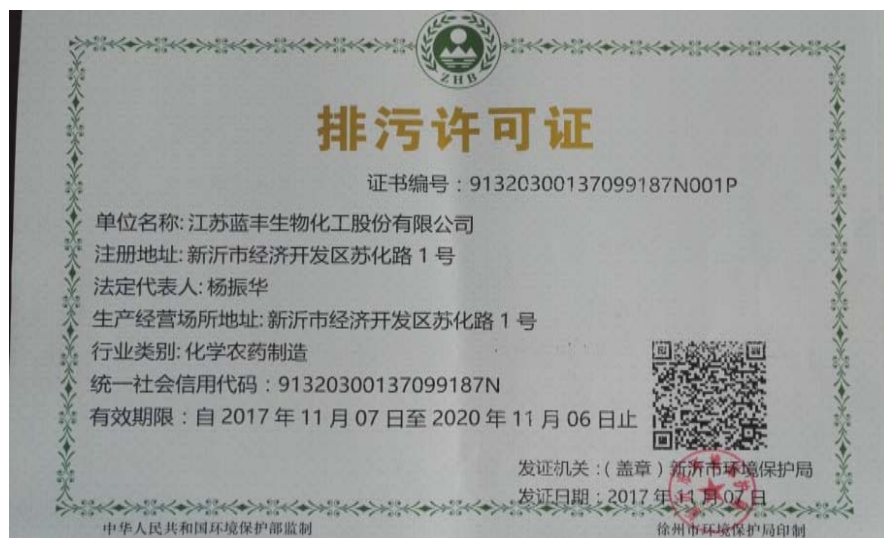 ZHB
排污许可证
证书编号：91320300137099187N001P
单位名称:江苏蓝丰生物化工股份有限公司
注册地址:新沂市经济开发区苏化路1号
法定代表人:杨振华
生产经营场所地址:新沂市经济开发区苏化路1号
行业类别:化学农药制造
统一社会信用代码：91320300137099187N
有效期限：自2017年11月07日至2020年11月06日止
发证机关：（盖章）新沂市环境保护局
发证日期：2017年11月07日
中华人民共和国环境保护部监制
徐州市环境保护局印制